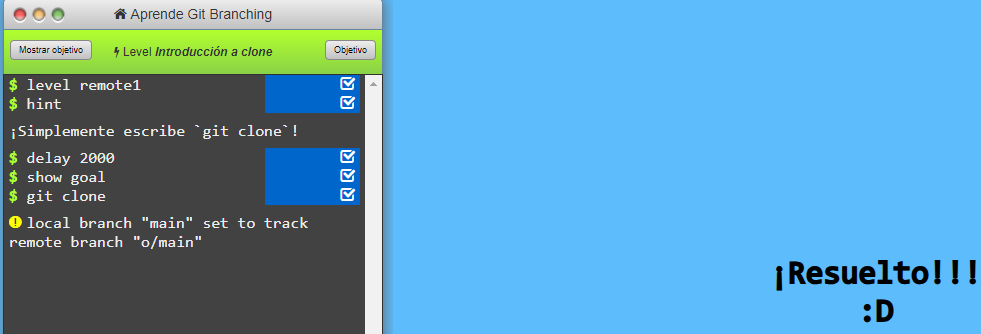 Aprende Git Branching
Mostrar objetivo
Level Introducción a clone
Objetivo
$ level remote1
$ hint
¡Simplemente escribe `git clone`!
$ delay 2000
$ show goal
$ git clone
local branch "main" set to track
remote branch "o/main"
¡Resuelto!!!
:D